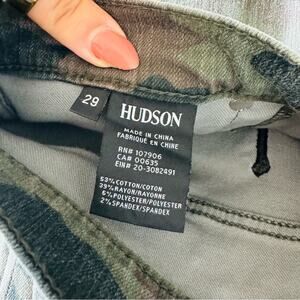 29
HUDSON
MADE IN CHINA
FABRIQUÉ EN CHINE
RN# 107906
CA# 00635
EIN# 20-3082491
53% COTTON/COTON
39% RAYON/RAYONNE
6% POLYESTER/POLYESTER
2% SPANDEX/SPANDEX